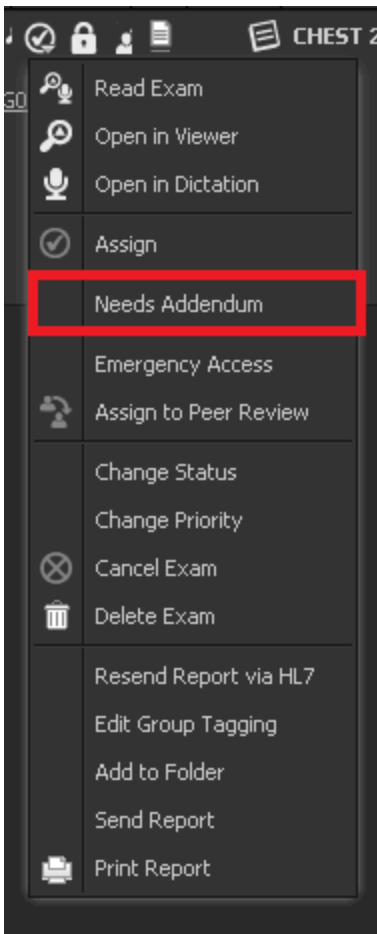 CHEST 2
GO
Read Exam
Open in Viewer
Open in Dictation
Assign
Needs Addendum
Emergency Access
Assign to Peer Review
Change Status
Change Priority
Cancel Exam
Delete Exam
Resend Report via HL7
Edit Group Tagging
Add to Folder
Send Report
Print Report